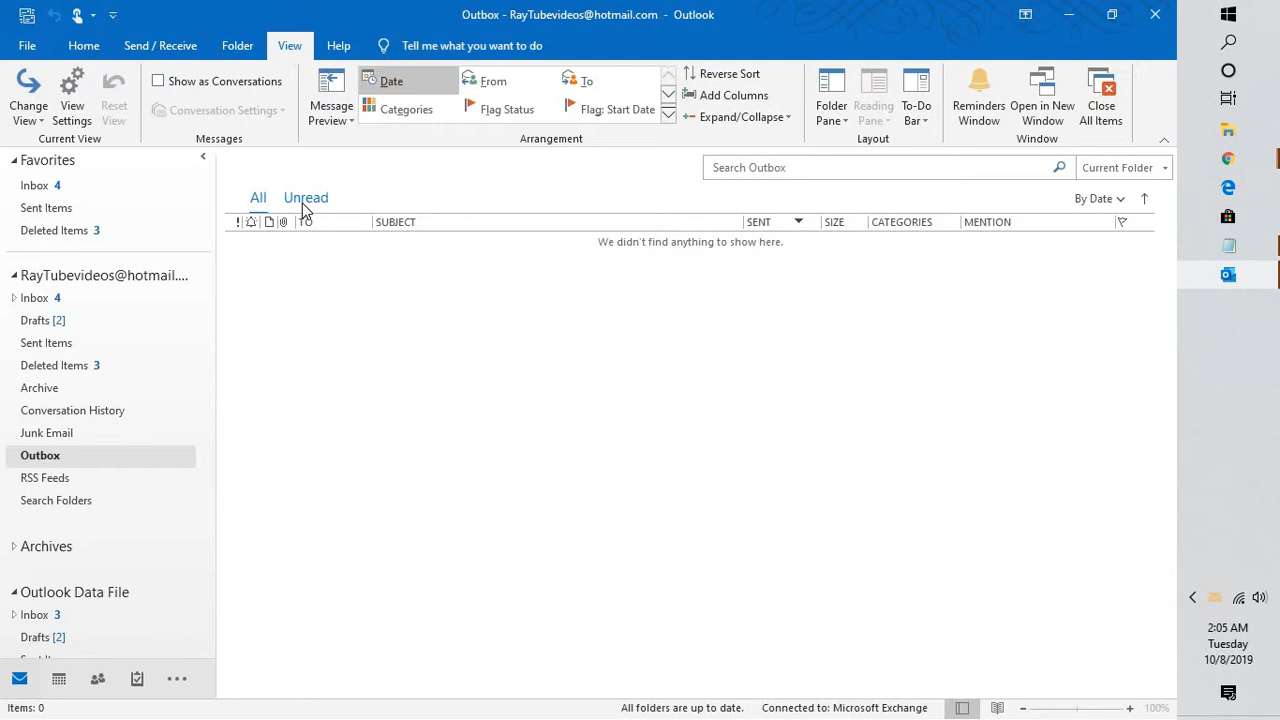 Outbox - RayTubevideos@hotmail.com - Outlook
File Home Send / Receive Folder View Help Tell me what you want to do
Change View
View Settings
Reset View
Current View
Show as Conversations
Conversation Settings
Messages
Message Preview
Date From To
Categories Flag Status Flag: Start Date
Arrangement
Reverse Sort
Add Columns
Expand/Collapse
Folder Pane
Reading Pane
To-Do Bar
Layout
Reminders Window
Open in New Window
Close All Items
Window
Favorites
Inbox 4
Sent Items
Deleted Items 3
RayTubevideos@hotmail....
Inbox 4
Drafts [2]
Sent Items
Deleted Items 3
Archive
Conversation History
Junk Email
Outbox
RSS Feeds
Search Folders
Archives
Outlook Data File
Inbox 3
Drafts [2]
Search Outbox Current Folder
All Unread By Date
! TO SUBJECT SENT SIZE CATEGORIES MENTION
We didn't find anything to show here.
Items: 0 All folders are up to date. Connected to: Microsoft Exchange 100%
2:05 AM
Tuesday
10/8/2019